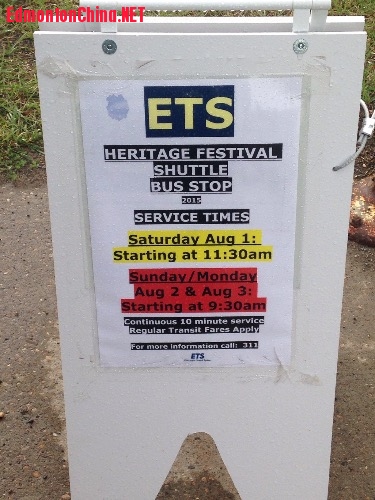 EdmontonChina.NET
ETS
HERITAGE FESTIVAL
SHUTTLE
BUS STOP
2015
SERVICE TIMES
Saturday Aug 1:
Starting at 11:30am
Sunday/Monday
Aug 2 & Aug 3:
Starting at 9:30am
Continuous 10 minute service
Regular Transit Fares Apply
For more information call: 311
ETS